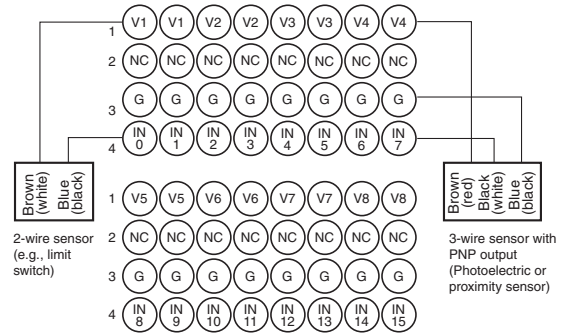 1 V1 V1 V2 V2 V3 V3 V4 V4
2 NC NC NC NC NC NC NC NC
3 G G G G G G G G
4 IN 0 IN 1 IN 2 IN 3 IN 4 IN 5 IN 6 IN 7
Brown (white)
Blue (black)
2-wire sensor
(e.g., limit
switch)
Brown (red)
Black (white)
Blue (black)
3-wire sensor with
PNP output
(Photoelectric or
proximity sensor)
1 V5 V5 V6 V6 V7 V7 V8 V8
2 NC NC NC NC NC NC NC NC
3 G G G G G G G G
4 IN 8 IN 9 IN 10 IN 11 IN 12 IN 13 IN 14 IN 15